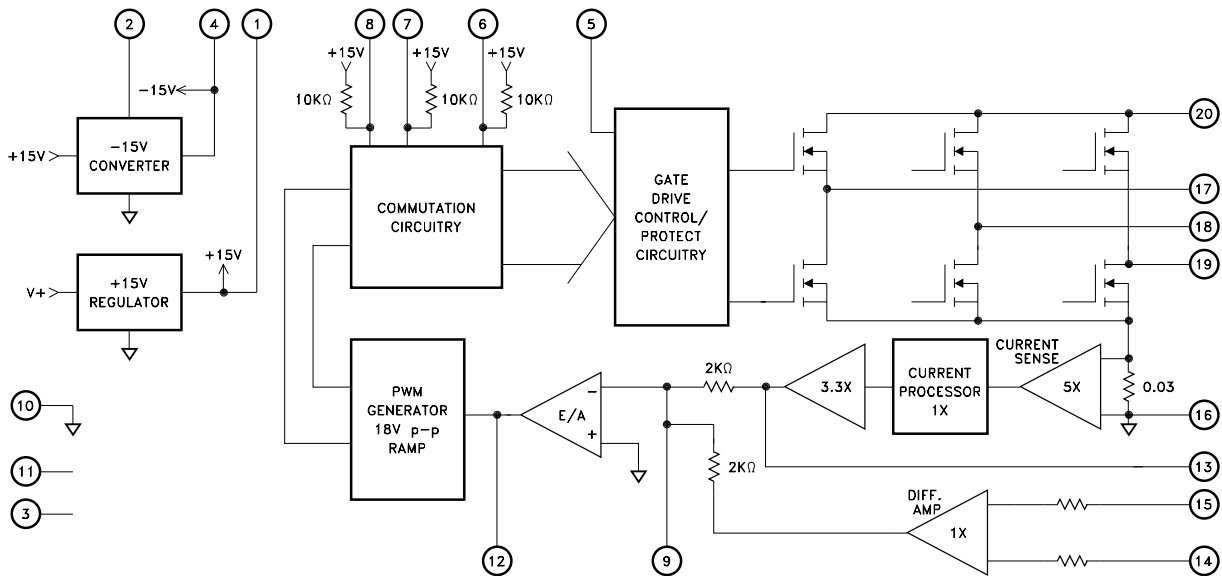 2
4
1
8
7
6
5
+15V
+15V
+15V
-15V
10KΩ
10KΩ
10KΩ
20
+15V
-15V
CONVERTER
COMMUTATION
CIRCUITRY
GATE
DRIVE
CONTROL/
PROTECT
CIRCUITRY
17
18
19
+15V
V+
+15V
REGULATOR
CURRENT
SENSE
2KΩ
3.3X
CURRENT
PROCESSOR
1X
5X
0.03
PWM
GENERATOR
18V p-p
RAMP
E/A
-
+
10
16
11
2KΩ
13
3
DIFF.
AMP
1X
15
12
9
14